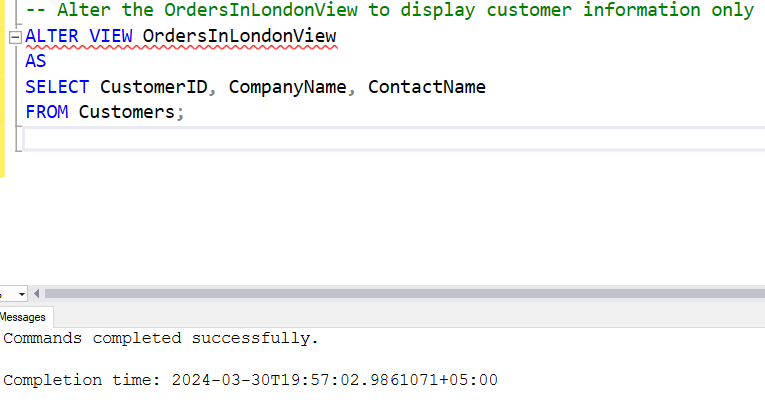 -- Alter the OrdersInLondonView to display customer information only
ALTER VIEW OrdersInLondonView
AS
SELECT CustomerID, CompanyName, ContactName
FROM Customers;
Messages
Commands completed successfully.
Completion time: 2024-03-30T19:57:02.9861071+05:00